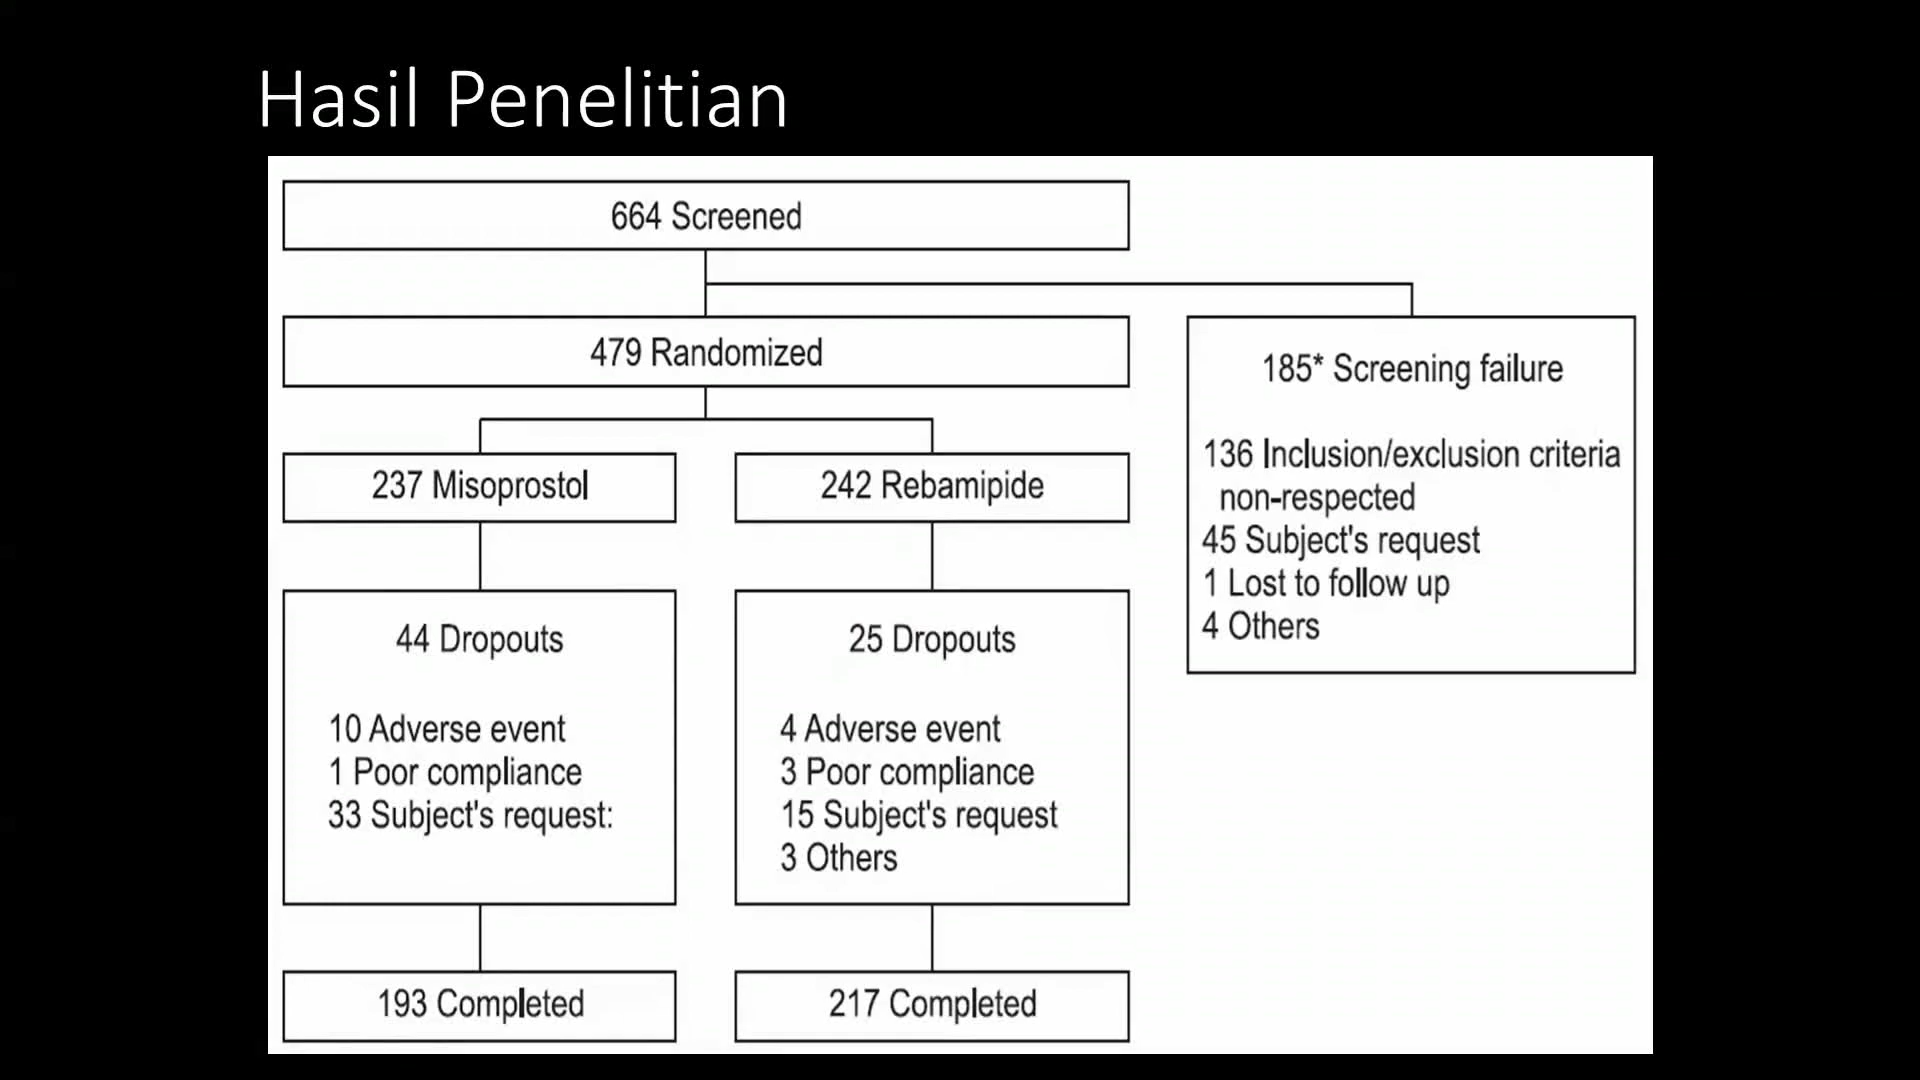 Hasil Penelitian
664 Screened
479 Randomized
185* Screening failure
136 Inclusion/exclusion criteria
non-respected
45 Subject's request
1 Lost to follow up
4 Others
237 Misoprostol
242 Rebamipide
44 Dropouts
10 Adverse event
1 Poor compliance
33 Subject's request:
25 Dropouts
4 Adverse event
3 Poor compliance
15 Subject's request
3 Others
193 Completed
217 Completed